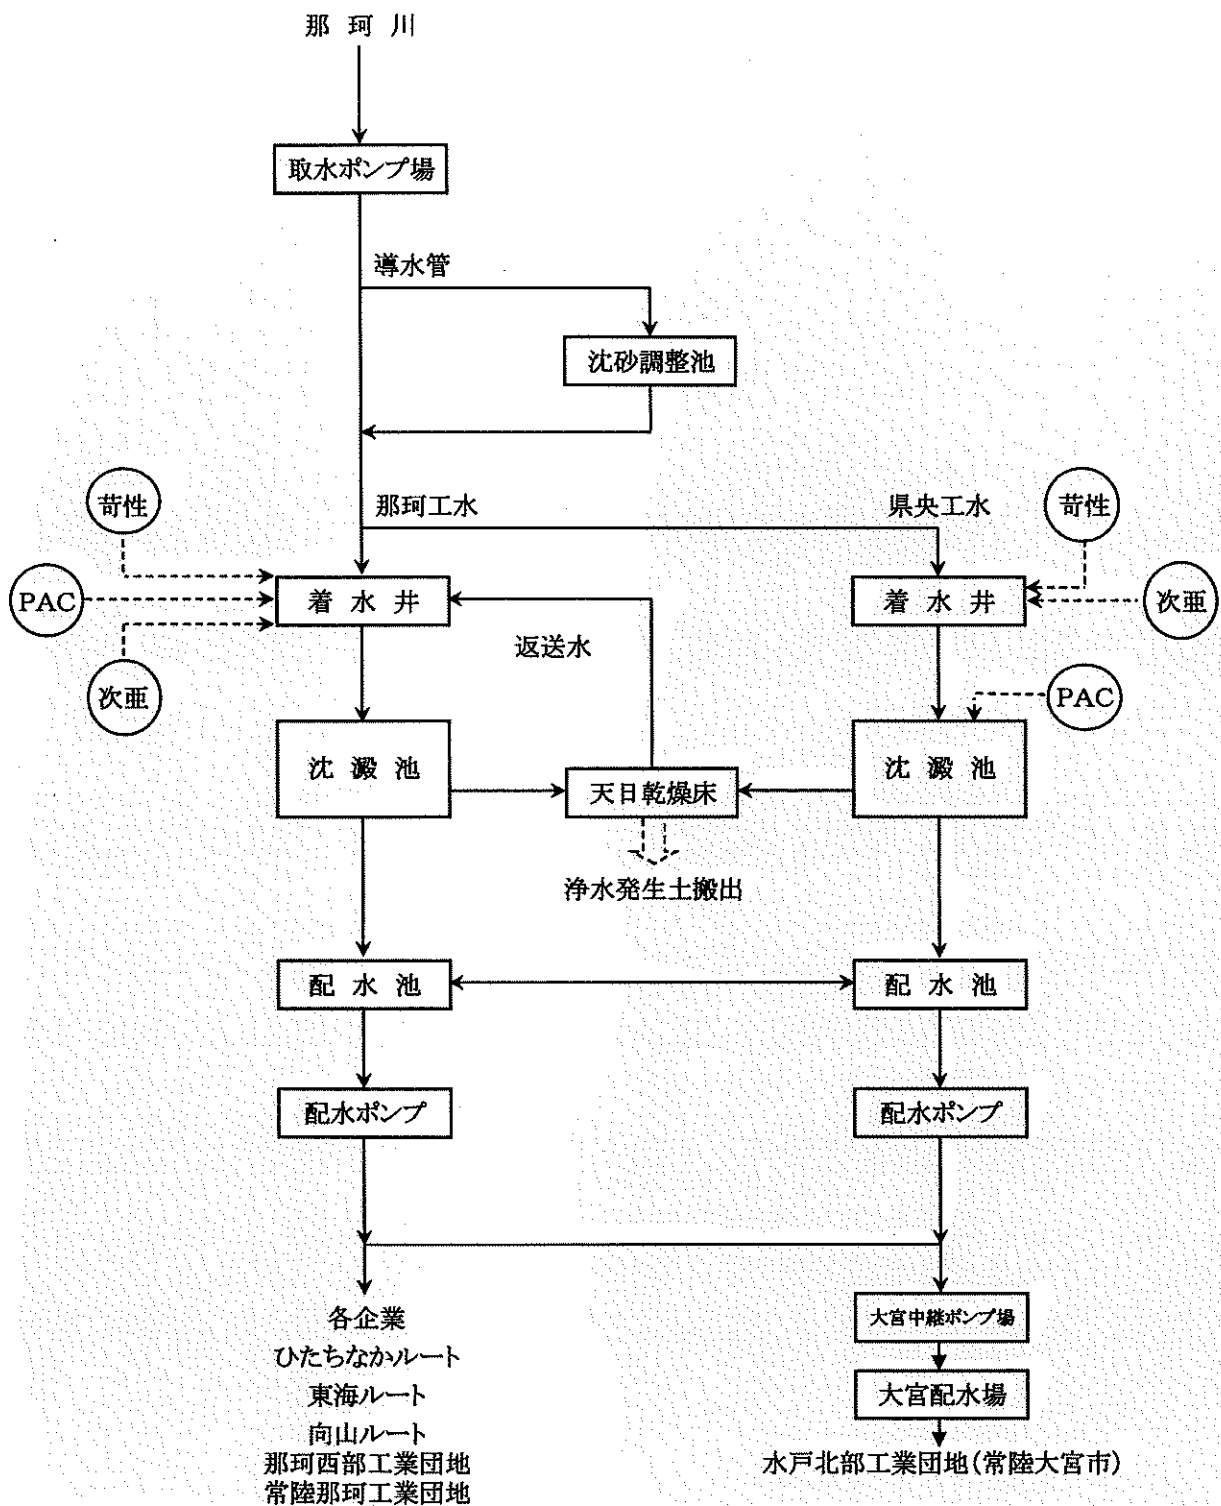 那珂川
取水ポンプ場
導水管
沈砂調整池
那珂工水
県央工水
苛性
苛性
PAC
着水井
着水井
次亜
返送水
次亜
PAC
沈澱池
天日乾燥床
沈澱池
浄水発生土搬出
配水池
配水池
配水ポンプ
配水ポンプ
各企業
大宮中継ポンプ場
ひたちなかルート
東海ルート
大宮配水場
向山ルート
那珂西部工業団地
水戸北部工業団地(常陸大宮市)
常陸那珂工業団地